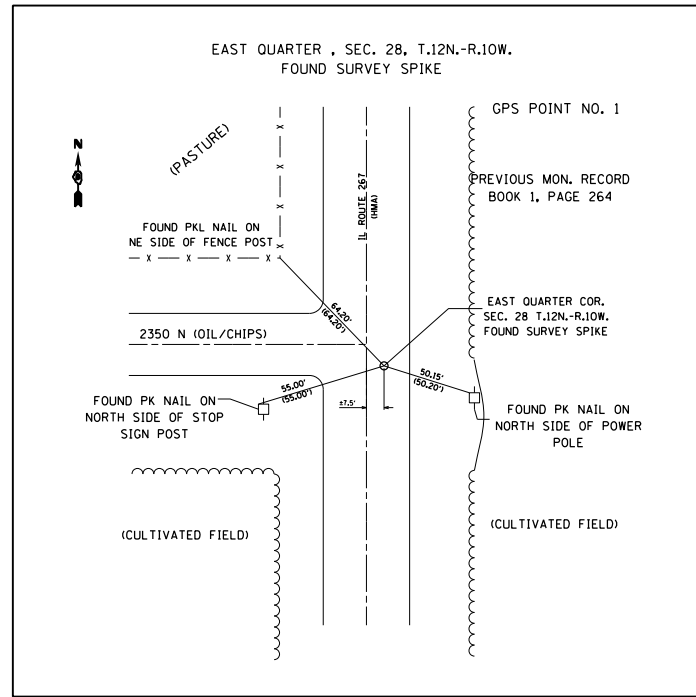 EAST QUARTER , SEC. 28, T.12N.-R.10W.
FOUND SURVEY SPIKE
GPS POINT NO. 1
N
(PASTURE)
PREVIOUS MON. RECORD
BOOK 1, PAGE 264
IL ROUTE 267
(HMA)
FOUND PKL NAIL ON
NE SIDE OF FENCE POST
X
X
X
X
X
X
X
X
64.20'
(64.20')
EAST QUARTER COR.
SEC. 28 T.12N.-R.10W.
FOUND SURVEY SPIKE
2350 N (OIL/CHIPS)
55.00'
(55.00')
50.15'
(50.20')
±7.5'
FOUND PK NAIL ON
NORTH SIDE OF STOP
SIGN POST
FOUND PK NAIL ON
NORTH SIDE OF POWER
POLE
(CULTIVATED FIELD)
(CULTIVATED FIELD)